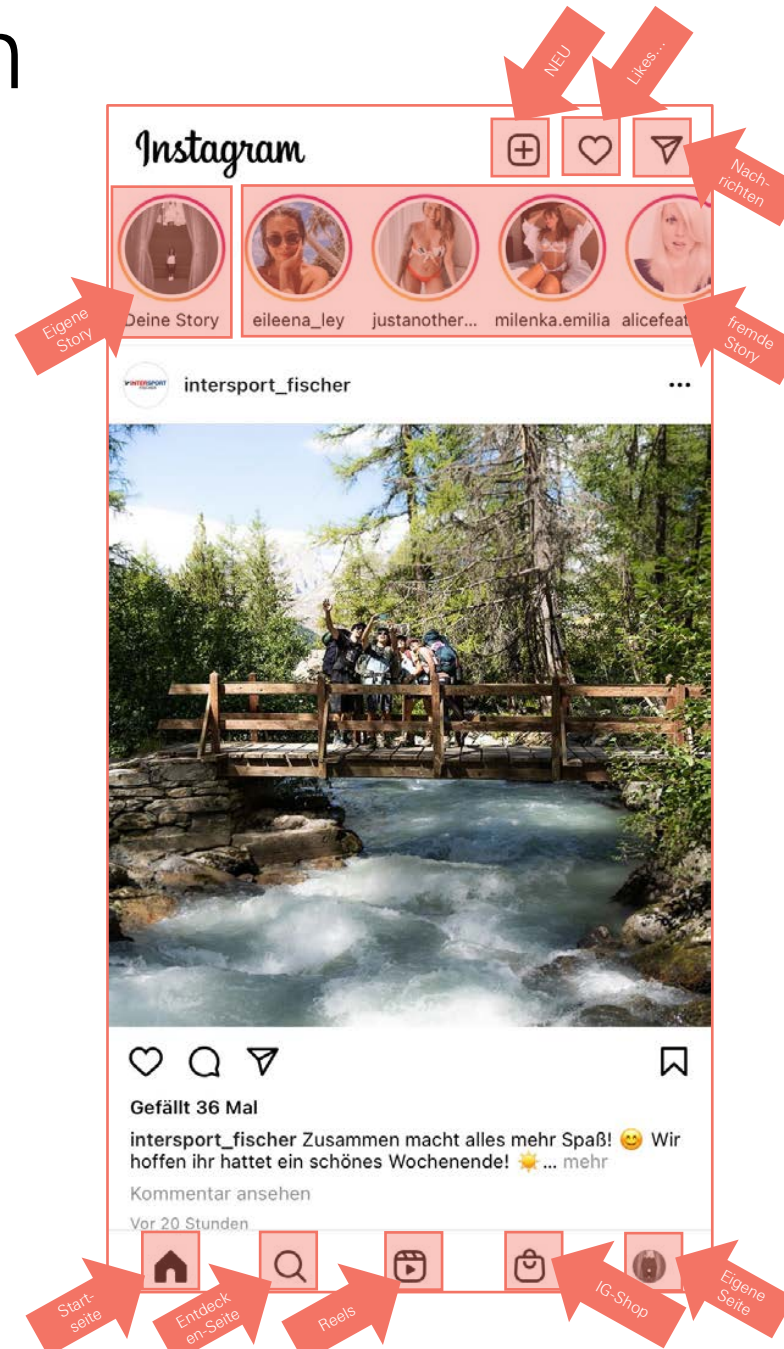 n
NEU
Likes...
Instagram
Nach-
richten
Eigene
Story
Deine Story
eileena_ley
justanother...
milenka.emilia
alicefeat
fremde
Story
INTERSPORT
FISCHER
intersport_fischer
Gefällt 36 Mal
intersport_fischer Zusammen macht alles mehr Spaß! 😊 Wir
hoffen ihr hattet ein schönes Wochenende! ☀️... mehr
Kommentar ansehen
Vor 20 Stunden
Start-
seite
Entdeck
en-Seite
Reels
IG-Shop
Eigene
Seite